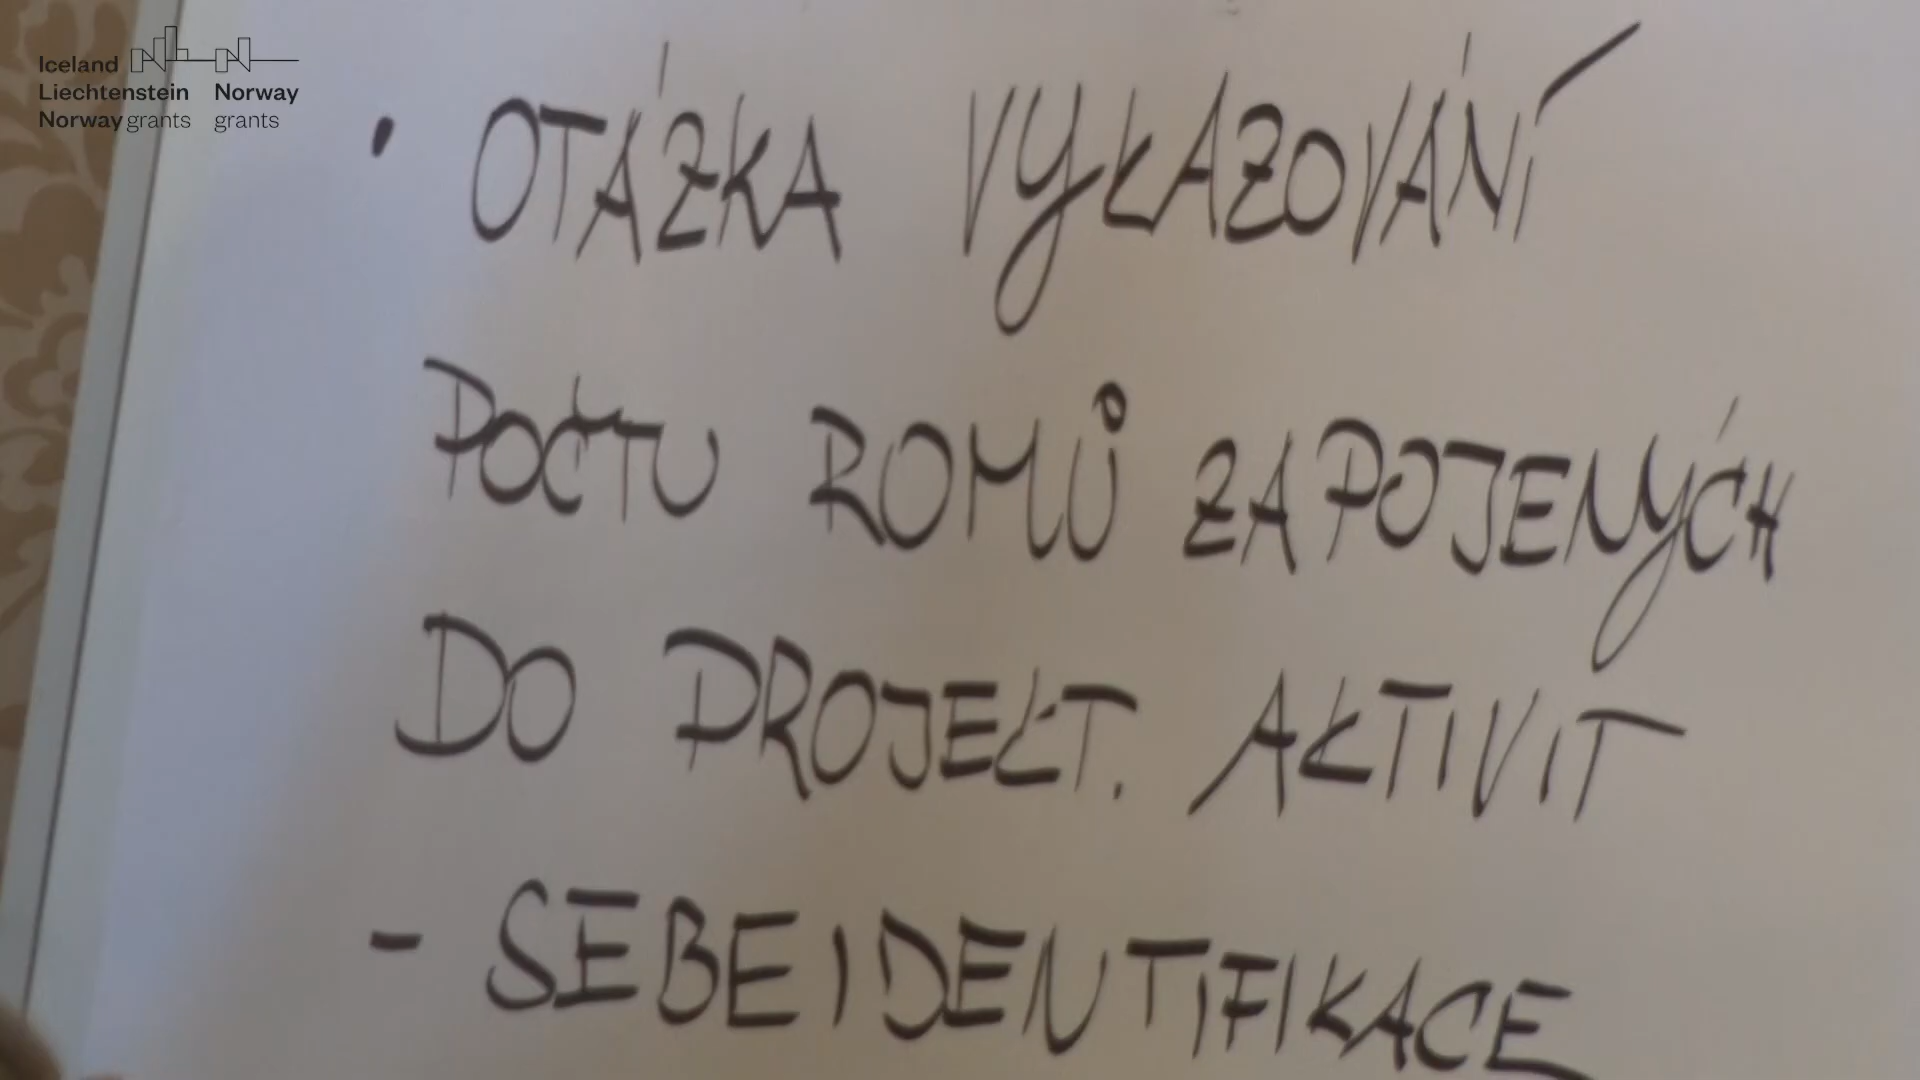 Iceland
Liechtenstein
Norway grants
Norway
grants
• OTÁZKA VYKAZOVÁNÍ
POČTU ROMŮ ZAPOJENÝCH
DO PROJEKT. AKTIVIT
- SEBEIDENTIFIKACE